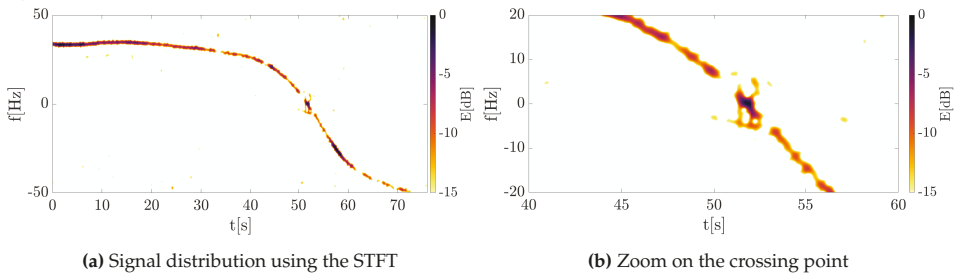 50
0
-50
f[Hz]
0 10 20 30 40 50 60 70
t[s]
0
-5
-10
-15
E[dB]
(a) Signal distribution using the STFT
20
10
0
-10
-20
f[Hz]
40 45 50 55 60
t[s]
0
-5
-10
-15
E[dB]
(b) Zoom on the crossing point